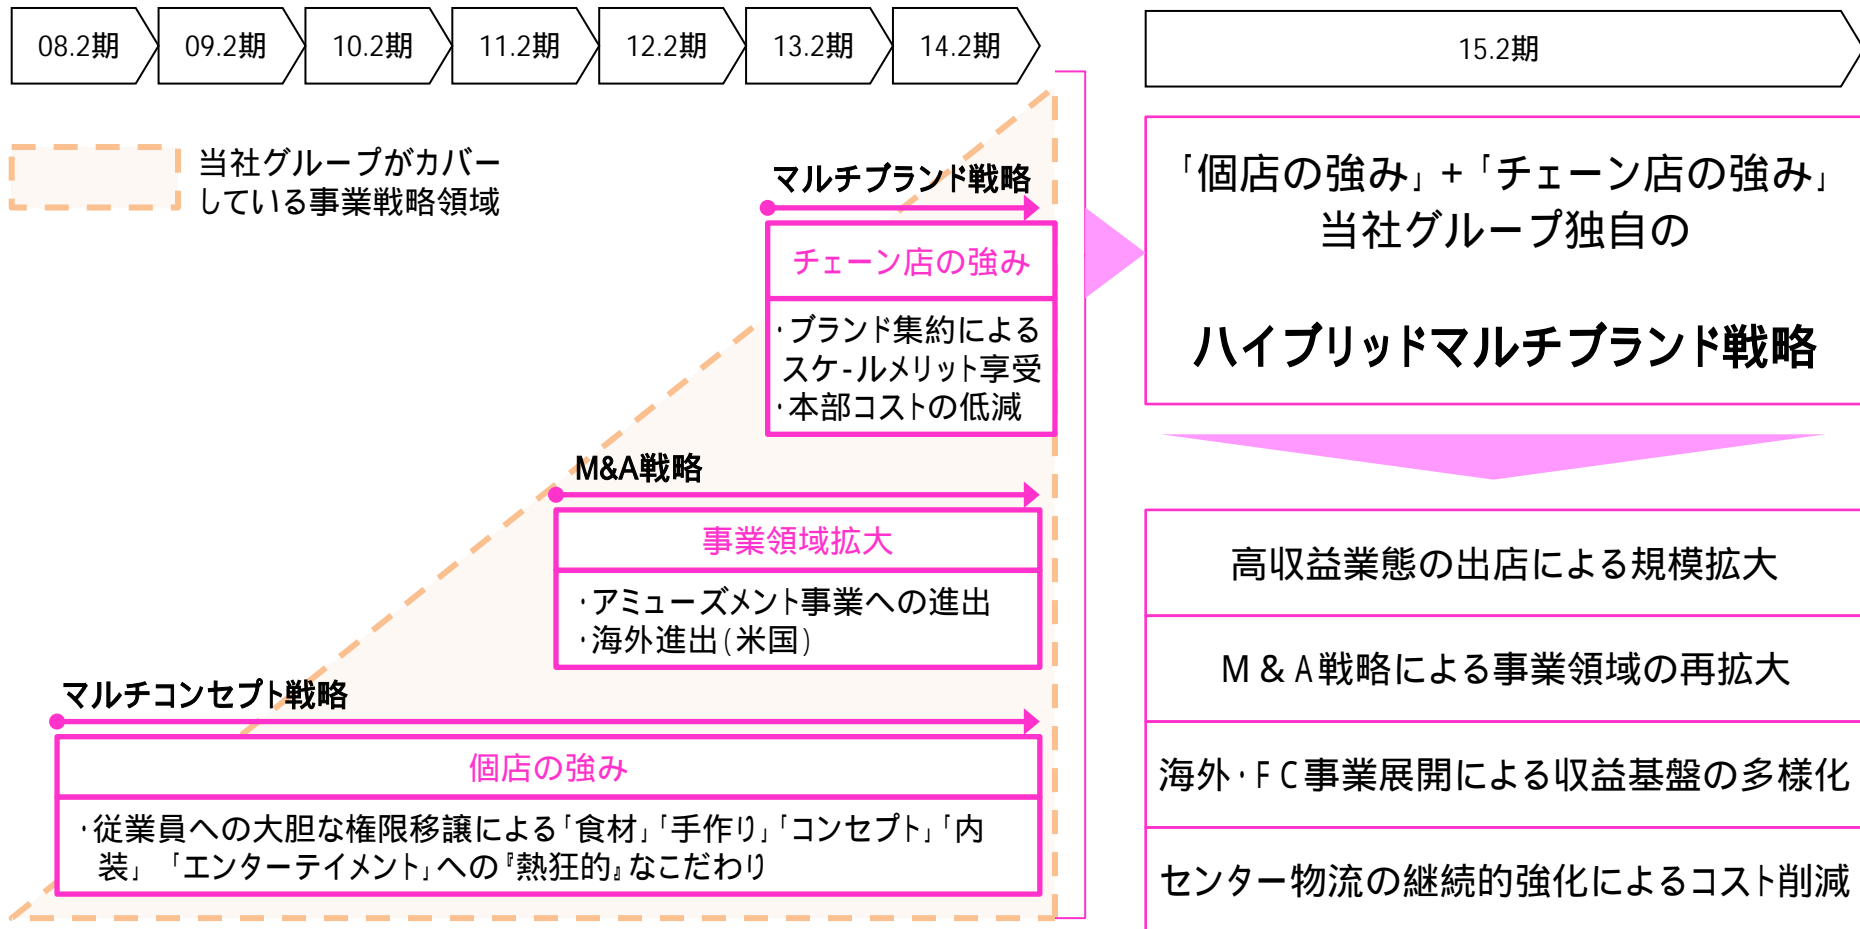 08.2期
09.2期
10.2期
11.2期
12.2期
13.2期
14.2期
15.2期
当社グループがカバー
している事業戦略領域
マルチブランド戦略
チェーン店の強み
・ブランド集約による
スケ-ルメリット享受
・本部コストの低減
M&A戦略
事業領域拡大
・アミューズメント事業への進出
・海外進出(米国)
マルチコンセプト戦略
個店の強み
・従業員への大胆な権限移譲による「食材」「手作り」「コンセプト」「内
装」「エンターテイメント」への『熱狂的』なこだわり
「個店の強み」+「チェーン店の強み」
当社グループ独自の
ハイブリッドマルチブランド戦略
高収益業態の出店による規模拡大
M&A戦略による事業領域の再拡大
海外・FC事業展開による収益基盤の多様化
センター物流の継続的強化によるコスト削減